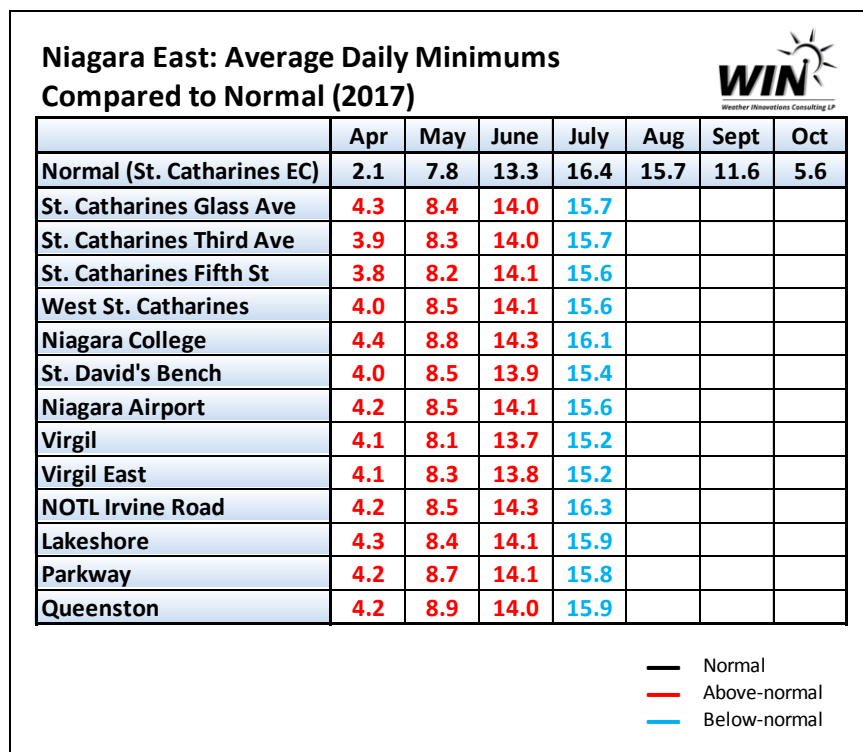 Niagara East: Average Daily Minimums
Compared to Normal (2017)
WIN
Weather INnovations Consulting LP
Apr May June July Aug Sept Oct
Normal (St. Catharines EC) 2.1 7.8 13.3 16.4 15.7 11.6 5.6
St. Catharines Glass Ave 4.3 8.4 14.0 15.7
St. Catharines Third Ave 3.9 8.3 14.0 15.7
St. Catharines Fifth St 3.8 8.2 14.1 15.6
West St. Catharines 4.0 8.5 14.1 15.6
Niagara College 4.4 8.8 14.3 16.1
St. David's Bench 4.0 8.5 13.9 15.4
Niagara Airport 4.2 8.5 14.1 15.6
Virgil 4.1 8.1 13.7 15.2
Virgil East 4.1 8.3 13.8 15.2
NOTL Irvine Road 4.2 8.5 14.3 16.3
Lakeshore 4.3 8.4 14.1 15.9
Parkway 4.2 8.7 14.1 15.8
Queenston 4.2 8.9 14.0 15.9
Normal
Above-normal
Below-normal